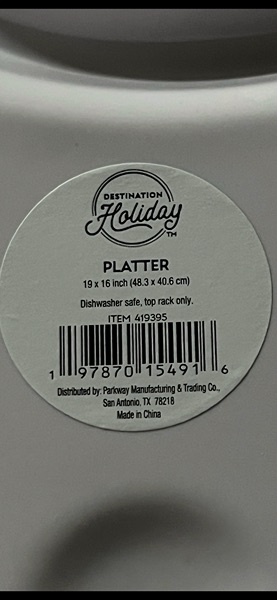 DESTINATION
Holiday
TM
PLATTER
19 x 16 inch (48.3 x 40.6 cm)
Dishwasher safe, top rack only.
ITEM 419395
1 97870 15491 6
Distributed by: Parkway Manufacturing & Trading Co.,
San Antonio, TX 78218
Made in China